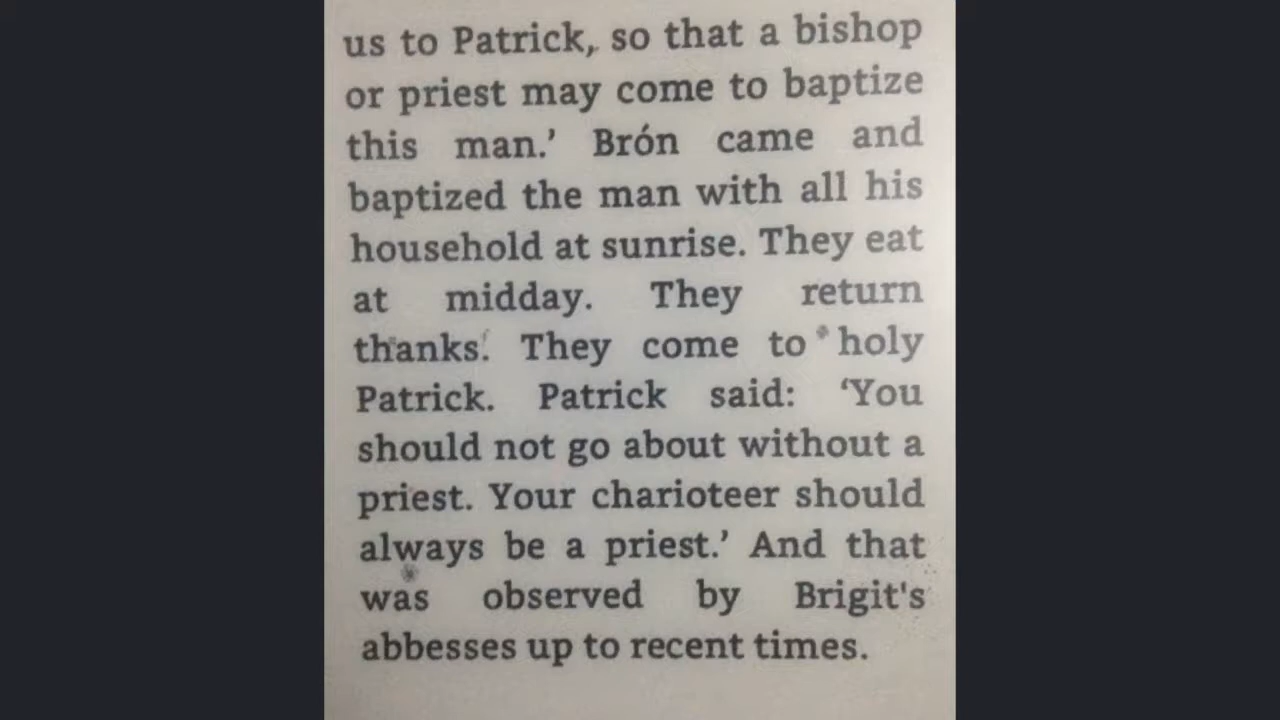 us to Patrick, so that a bishop
or priest may come to baptize
this man.’ Brón came and
baptized the man with all his
household at sunrise. They eat
at midday. They return
thanks. They come to holy
Patrick. Patrick said: ‘You
should not go about without a
priest. Your charioteer should
always be a priest.’ And that
was observed by Brigit's
abbesses up to recent times.